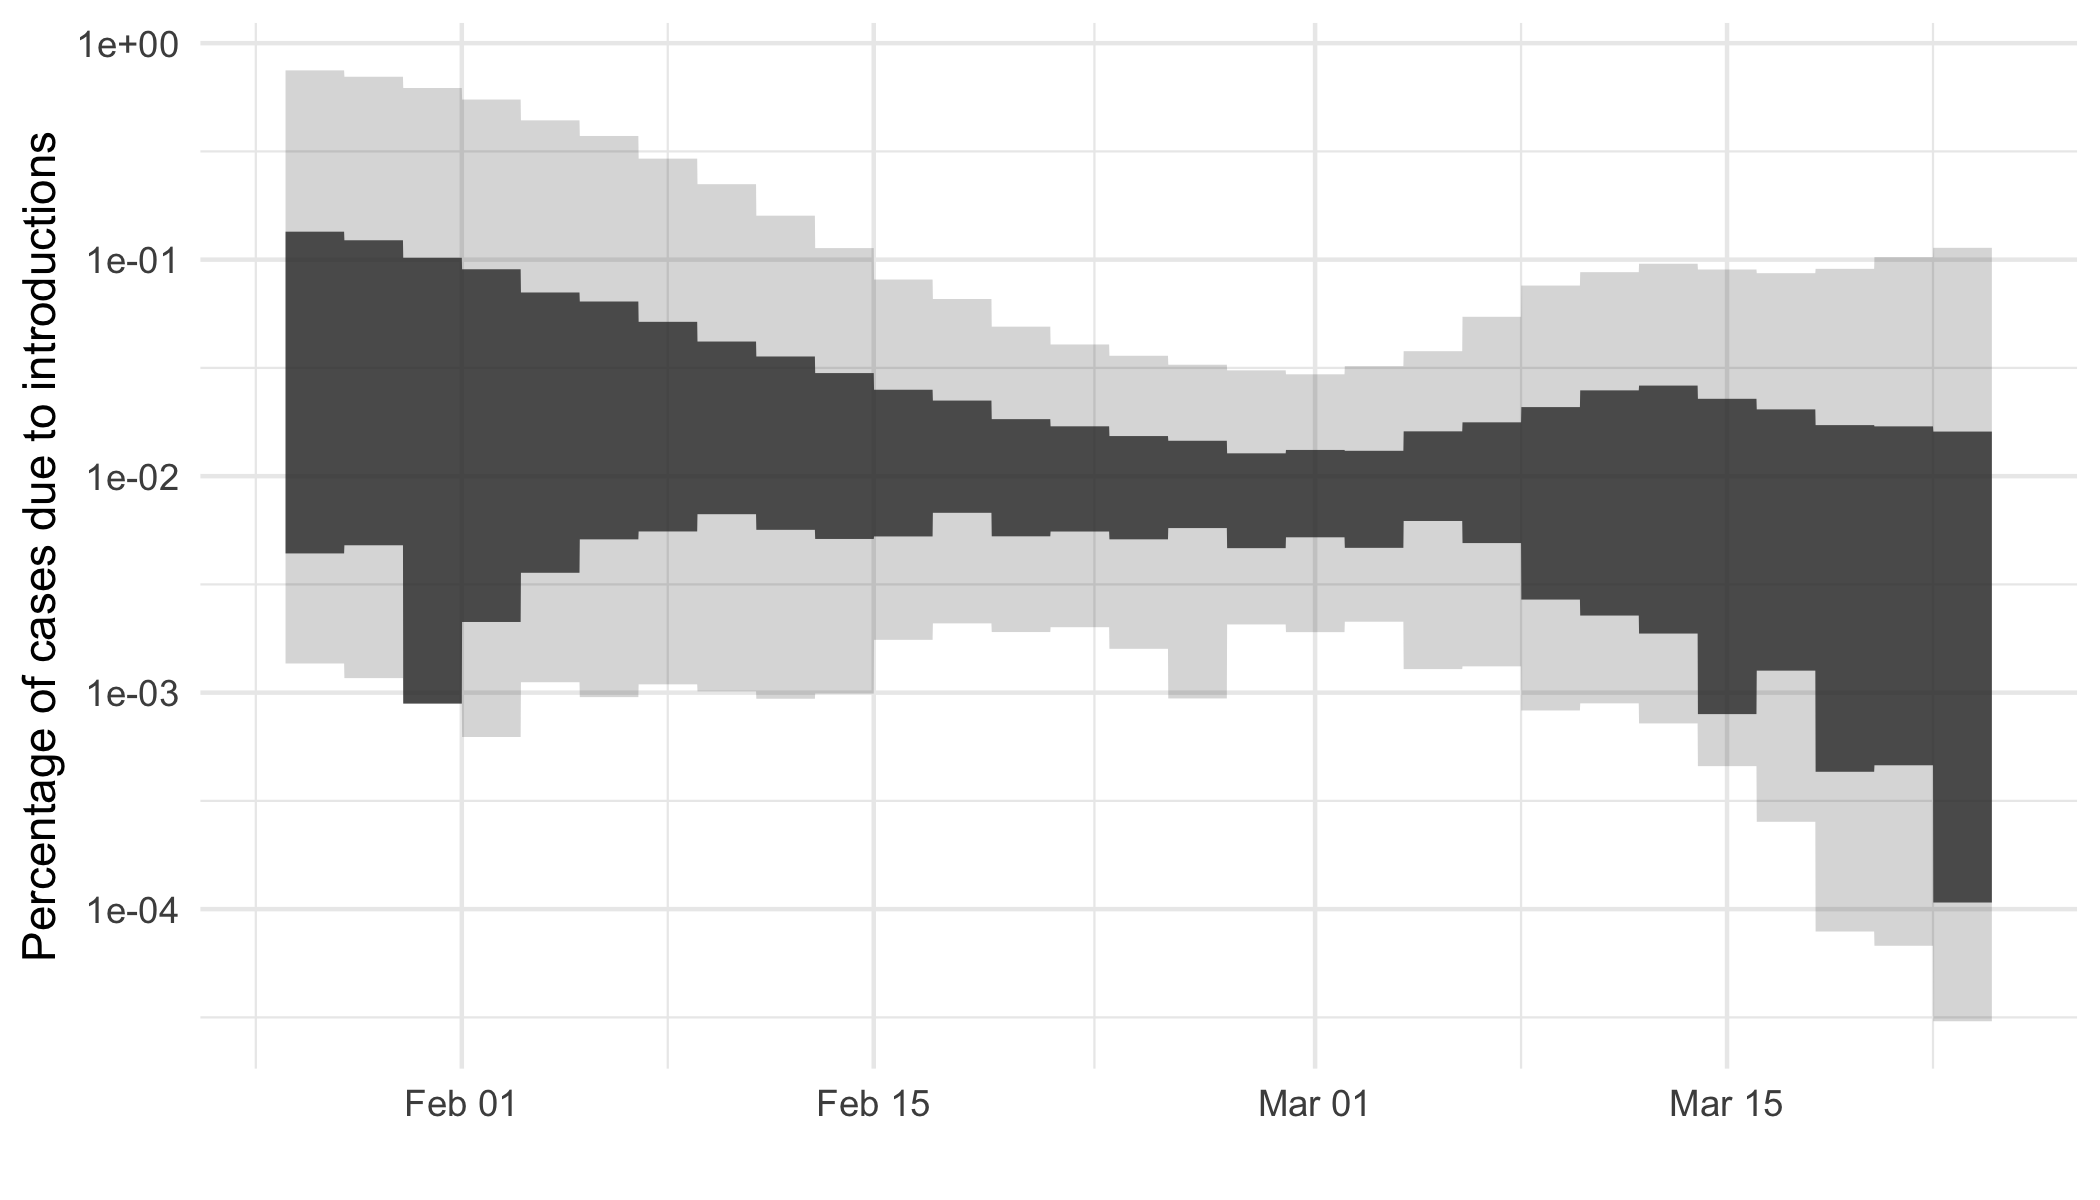 Percentage of cases due to introductions
1e+00
1e-01
1e-02
1e-03
1e-04
Feb 01
Feb 15
Mar 01
Mar 15